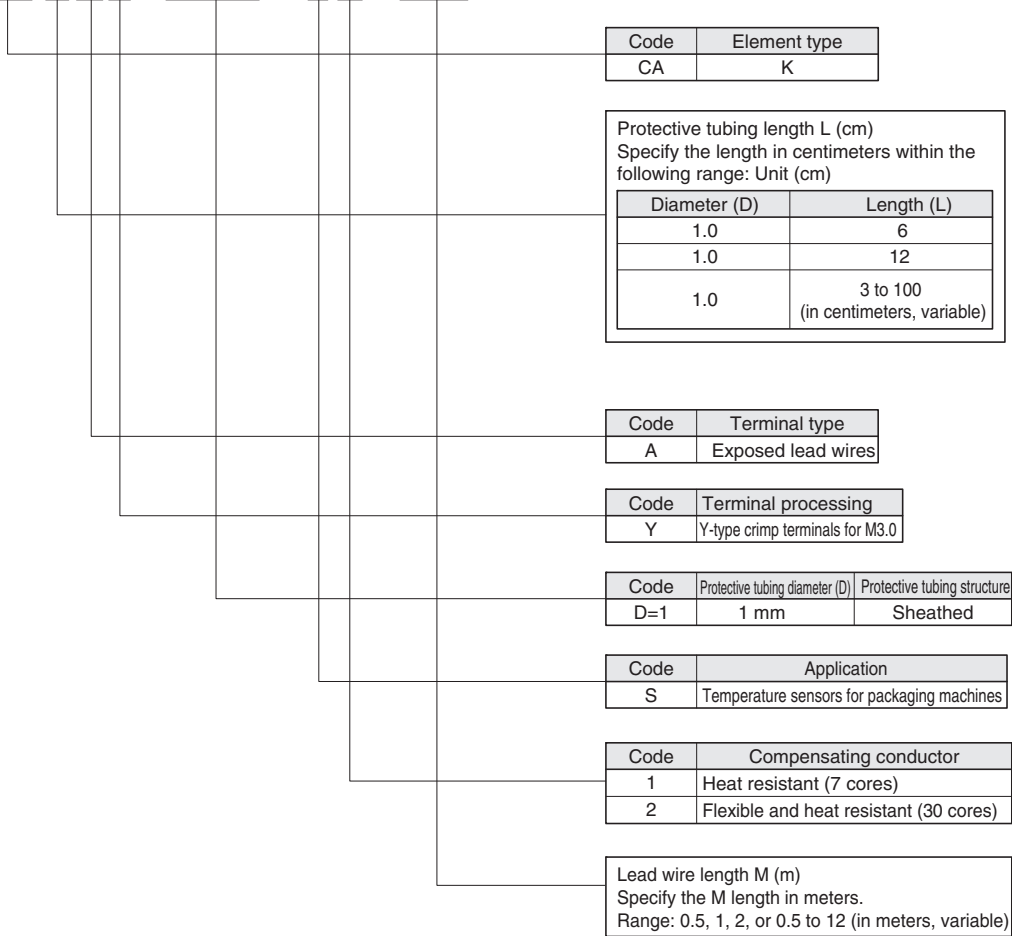 Code Element type
CA K
Protective tubing length L (cm)
Specify the length in centimeters within the
following range: Unit (cm)
Diameter (D) Length (L)
1.0 6
1.0 12
1.0 3 to 100
(in centimeters, variable)
Code Terminal type
A Exposed lead wires
Code Terminal processing
Y Y-type crimp terminals for M3.0
Code Protective tubing diameter (D) Protective tubing structure
D=1 1 mm Sheathed
Code Application
S Temperature sensors for packaging machines
Code Compensating conductor
1 Heat resistant (7 cores)
2 Flexible and heat resistant (30 cores)
Lead wire length M (m)
Specify the M length in meters.
Range: 0.5, 1, 2, or 0.5 to 12 (in meters, variable)